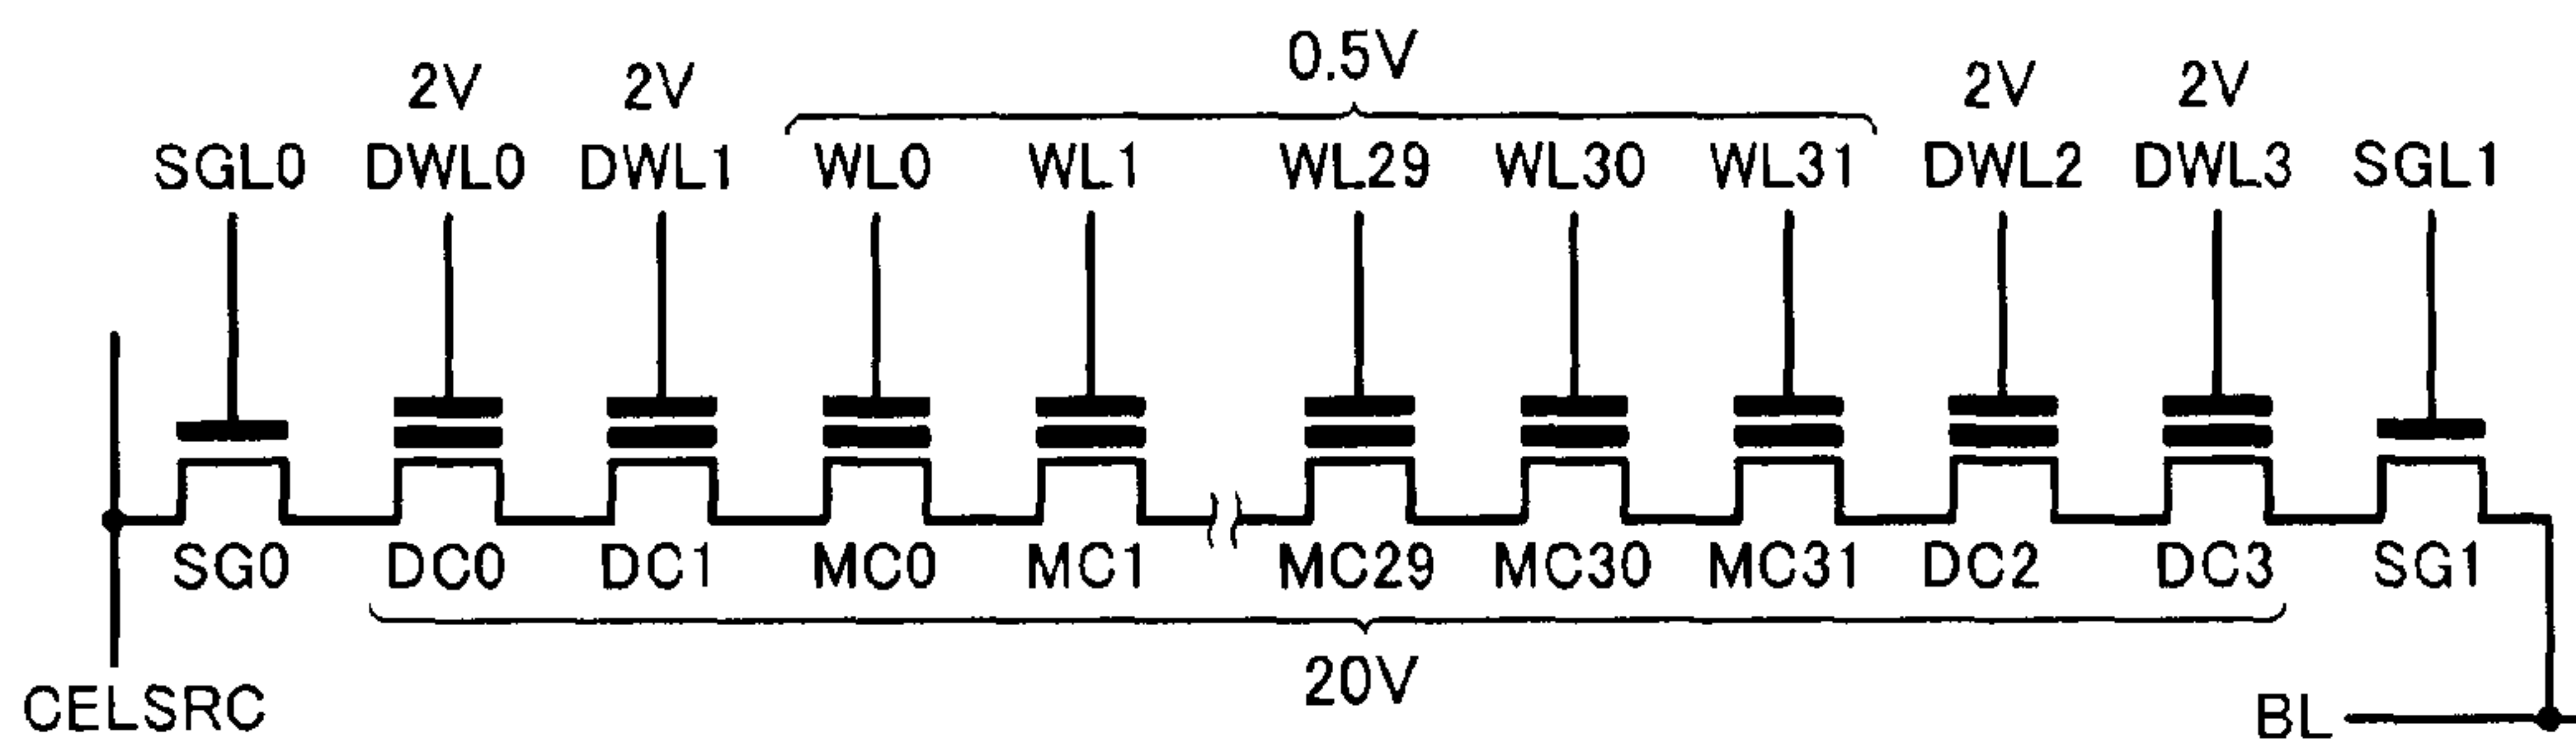 0.5V
2V 2V 2V 2V
SGL0 DWL0 DWL1 WL0 WL1 WL29 WL30 WL31 DWL2 DWL3 SGL1
SG0 DC0 DC1 MC0 MC1 MC29 MC30 MC31 DC2 DC3 SG1
20V
CELSRC BL